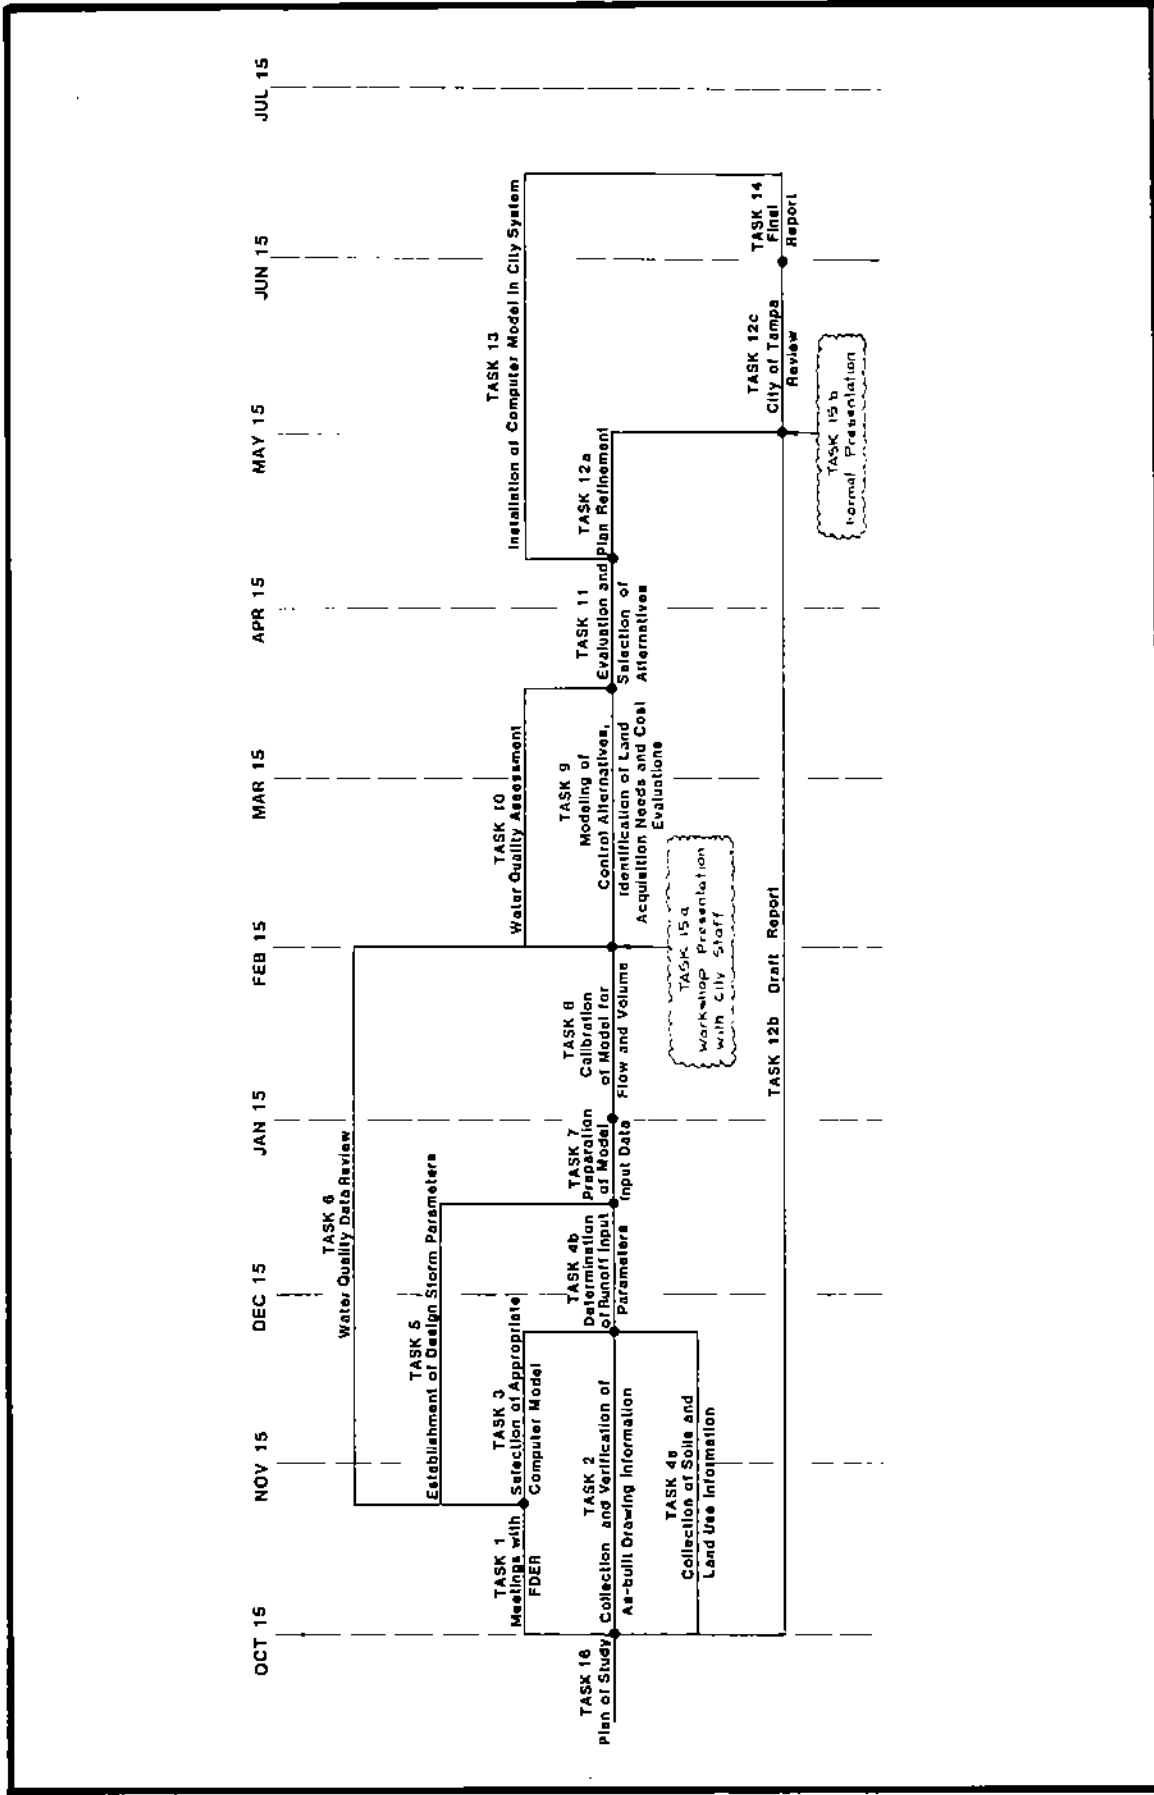 OCT 15
NOV 15
DEC 15
JAN 15
FEB 15
MAR 15
APR 15
MAY 15
JUN 15
JUL 15
TASK 16
Plan of Study
TASK 1
Meetings with
FDER
TASK 2
Collection and Verification of
As-built Drawing Information
TASK 4a
Collection of Soils and
Land Use Information
TASK 3
Selection of Appropriate
Computer Model
TASK 5
Establishment of Design Storm Parameters
TASK 6
Water Quality Data Review
TASK 4b
Determination
of Runoff Input
Parameters
TASK 7
Preparation
of Model
Input Data
TASK 8
Calibration
of Model for
Flow and Volume
TASK 15a
Workshop Presentation
with City Staff
TASK 10
Water Quality Assessment
TASK 9
Modeling of
Control Alternatives,
Identification of Land
Acquisition Needs and Cost
Evaluations
TASK 11
Evaluation and
Selection of
Alternatives
TASK 12a
Plan Refinement
TASK 13
Installation of Computer Model in City System
TASK 12b Draft Report
TASK 12c
City of Tampa
Review
TASK 15b
Formal Presentation
TASK 14
Final
Report